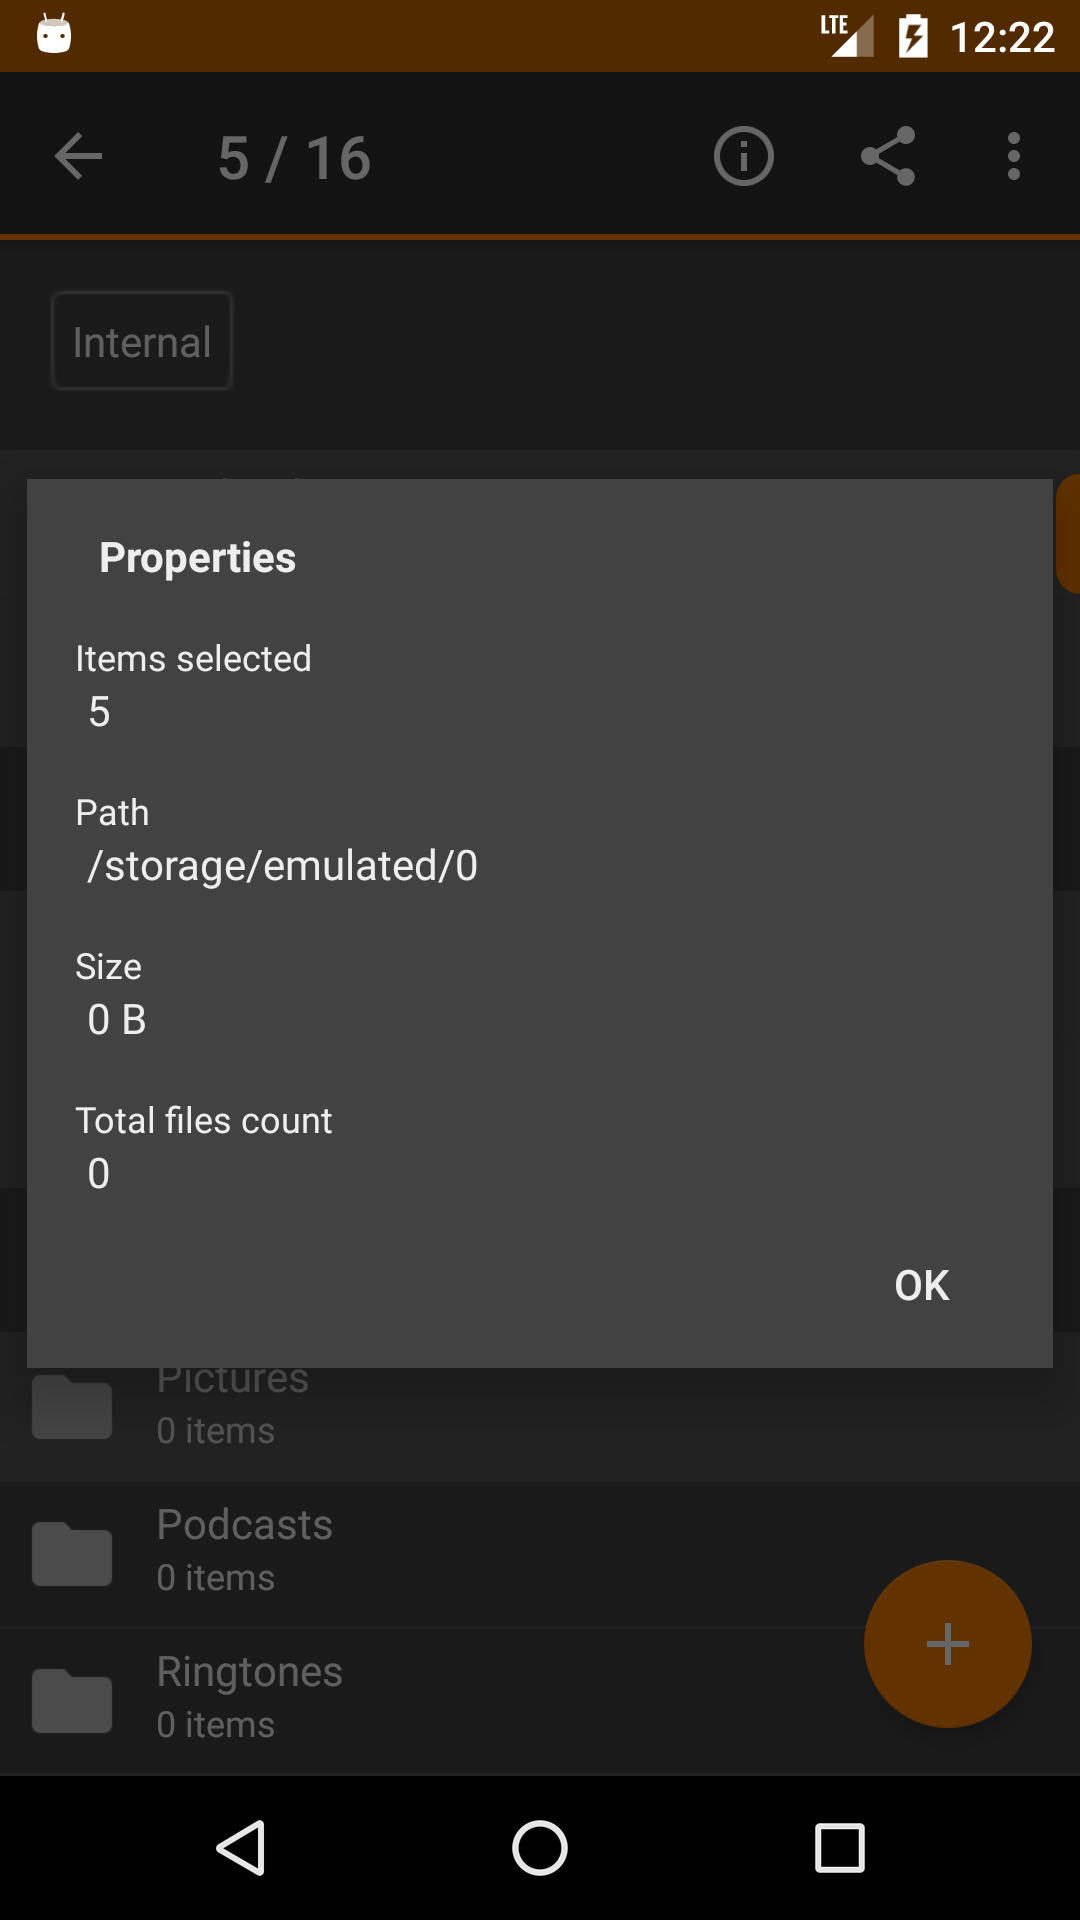 LTE 12:22
5 / 16
Internal
Properties
Items selected
5
Path
/storage/emulated/0
Size
0 B
Total files count
0
OK
Pictures
0 items
Podcasts
0 items
Ringtones
0 items